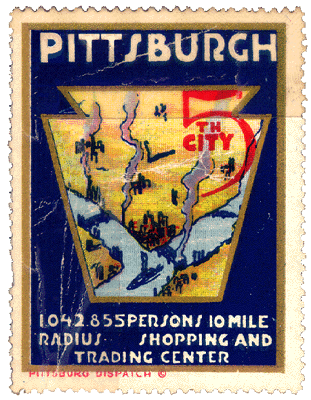 PITTSBURGH
5
TH
CITY
1,042,855 PERSONS 10 MILE
RADIUS SHOPPING AND
TRADING CENTER
PITTSBURG DISPATCH ©